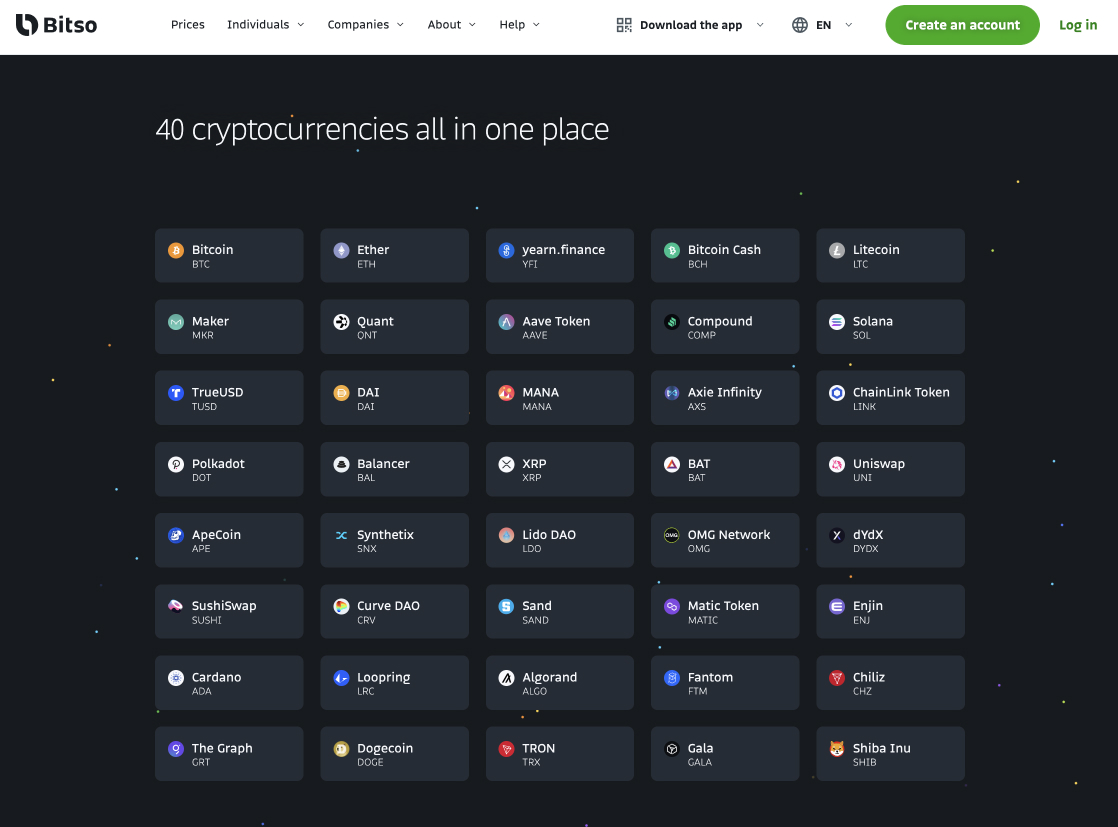 Bitso Prices Individuals Companies About Help Download the app EN Create an account Log in
40 cryptocurrencies all in one place
Bitcoin Ether yearn.finance Bitcoin Cash Litecoin
BTC ETH YFI BCH LTC
Maker Quant Aave Token Compound Solana
MKR QNT AAVE COMP SOL
TrueUSD DAI MANA Axie Infinity ChainLink Token
TUSD DAI MANA AXS LINK
Polkadot Balancer XRP BAT Uniswap
DOT BAL XRP BAT UNI
ApeCoin Synthetix Lido DAO OMG Network dYdX
APE SNX LDO OMG DYDX
SushiSwap Curve DAO Sand Matic Token Enjin
SUSHI CRV SAND MATIC ENJ
Cardano Loopring Algorand Fantom Chiliz
ADA LRC ALGO FTM CHZ
The Graph Dogecoin TRON Gala Shiba Inu
GRT DOGE TRX GALA SHIB